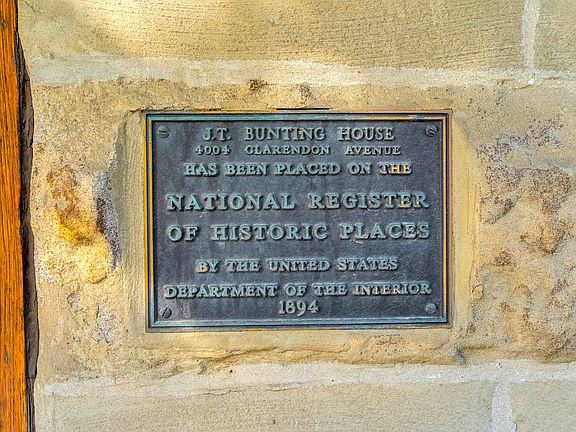 J.T. BUNTING HOUSE
4004 CLARENDON AVENUE
HAS BEEN PLACED ON THE
NATIONAL REGISTER
OF HISTORIC PLACES
BY THE UNITED STATES
DEPARTMENT OF THE INTERIOR
1894